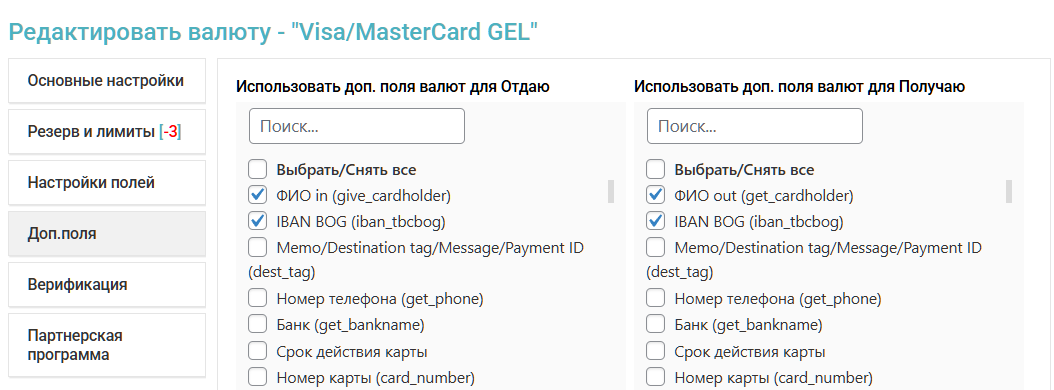 Редактировать валюту - "Visa/MasterCard GEL"
Основные настройки
Резерв и лимиты [-3]
Настройки полей
Доп.поля
Верификация
Партнерская
программа
Использовать доп. поля валют для Отдаю
Поиск...
Выбрать/Снять все
ФИО in (give_cardholder)
IBAN BOG (iban_tbcbog)
Memo/Destination tag/Message/Payment ID
(dest_tag)
Номер телефона (get_phone)
Банк (get_bankname)
Срок действия карты
Номер карты (card_number)
Использовать доп. поля валют для Получаю
Поиск...
Выбрать/Снять все
ФИО out (get_cardholder)
IBAN BOG (iban_tbcbog)
Memo/Destination tag/Message/Payment ID
(dest_tag)
Номер телефона (get_phone)
Банк (get_bankname)
Срок действия карты
Номер карты (card_number)